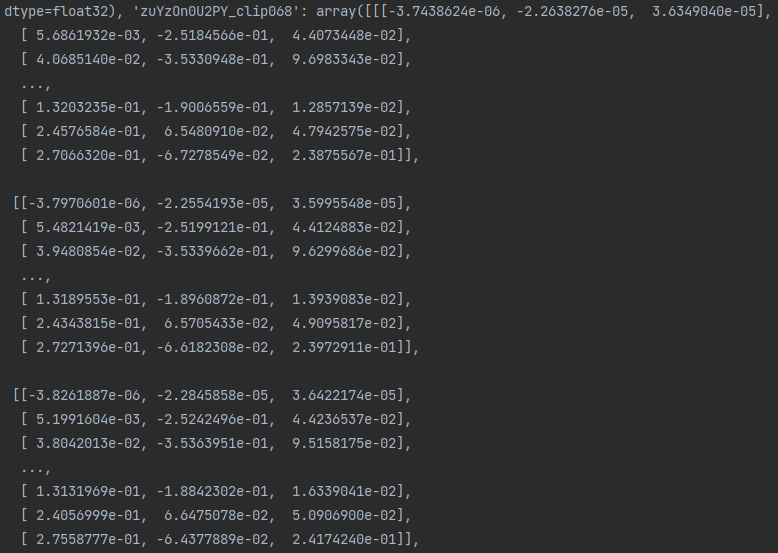 dtype=float32), 'zuYzOn0U2PY_clip068': array([[[-3.7438624e-06, -2.2638276e-05,  3.6349040e-05],
[ 5.6861932e-03, -2.5184566e-01,  4.4073448e-02],
[ 4.0685140e-02, -3.5330948e-01,  9.6983343e-02],
...,
[ 1.3203235e-01, -1.9006559e-01,  1.2857139e-02],
[ 2.4576584e-01,  6.5480910e-02,  4.7942575e-02],
[ 2.7066320e-01, -6.7278549e-02,  2.3875567e-01]],
[[-3.7970601e-06, -2.2554193e-05,  3.5995548e-05],
[ 5.4821419e-03, -2.5199121e-01,  4.4124883e-02],
[ 3.9480854e-02, -3.5339662e-01,  9.6299686e-02],
...,
[ 1.3189553e-01, -1.8960872e-01,  1.3939083e-02],
[ 2.4343815e-01,  6.5705433e-02,  4.9095817e-02],
[ 2.7271396e-01, -6.6182308e-02,  2.3972911e-01]],
[[-3.8261887e-06, -2.2845858e-05,  3.6422174e-05],
[ 5.1991604e-03, -2.5242496e-01,  4.4236537e-02],
[ 3.8042013e-02, -3.5363951e-01,  9.5158175e-02],
...,
[ 1.3131969e-01, -1.8842302e-01,  1.6339041e-02],
[ 2.4056999e-01,  6.6475078e-02,  5.0906900e-02],
[ 2.7558777e-01, -6.4377889e-02,  2.4174240e-01]],